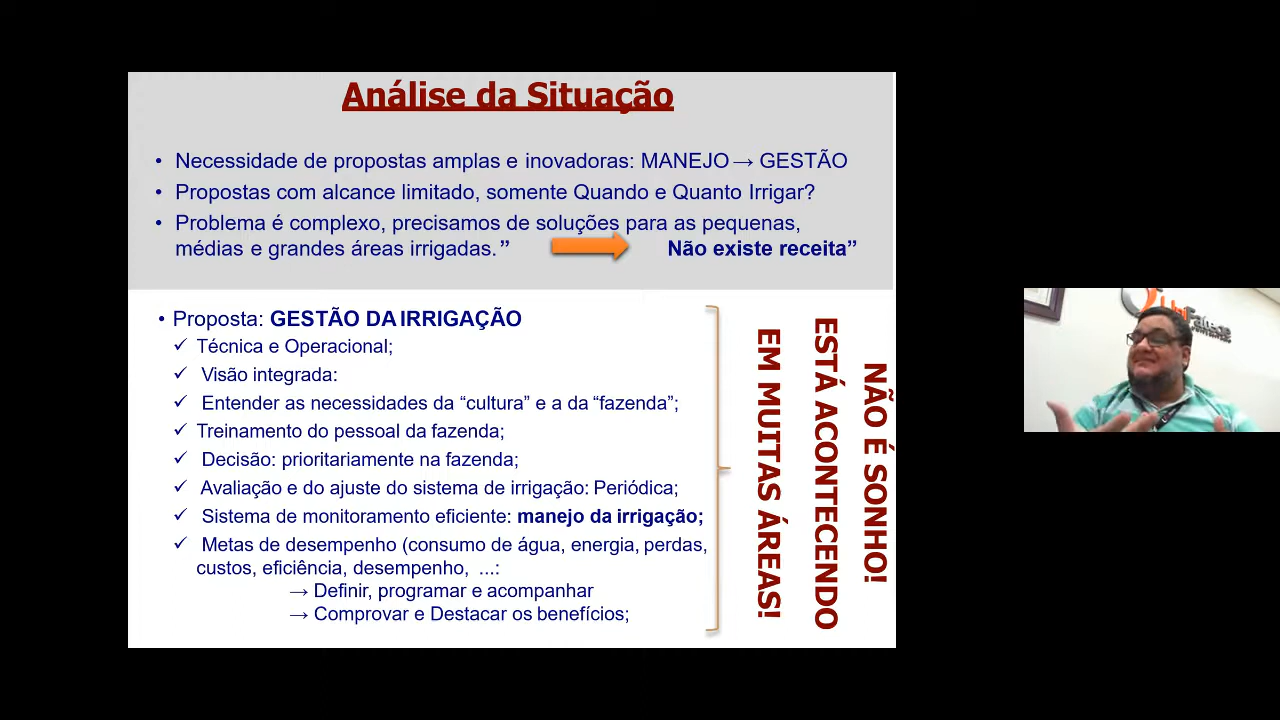 Análise da Situação
• Necessidade de propostas amplas e inovadoras: MANEJO → GESTÃO
• Propostas com alcance limitado, somente Quando e Quanto Irrigar?
• Problema é complexo, precisamos de soluções para as pequenas,
médias e grandes áreas irrigadas.” Não existe receita”
• Proposta: GESTÃO DA IRRIGAÇÃO
✓ Técnica e Operacional;
✓ Visão integrada:
✓ Entender as necessidades da “cultura” e a da “fazenda”;
✓ Treinamento do pessoal da fazenda;
✓ Decisão: prioritariamente na fazenda;
✓ Avaliação e do ajuste do sistema de irrigação: Periódica;
✓ Sistema de monitoramento eficiente: manejo da irrigação;
✓ Metas de desempenho (consumo de água, energia, perdas,
custos, eficiência, desempenho, ...:
→ Definir, programar e acompanhar
→ Comprovar e Destacar os benefícios;
NÃO É SONHO!
ESTÁ ACONTECENDO
EM MUITAS ÁREAS!